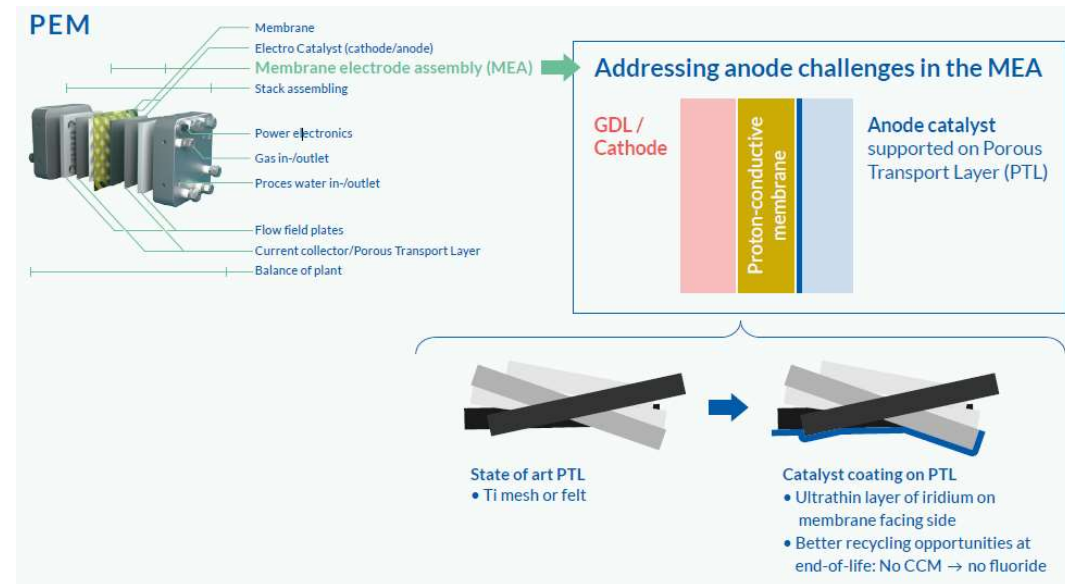 PEM
Membrane
Electro Catalyst (cathode/anode)
Membrane electrode assembly (MEA)
Stack assembling
Power electronics
Gas in-/outlet
Proces water in-/outlet
Flow field plates
Current collector/Porous Transport Layer
Balance of plant
Addressing anode challenges in the MEA
GDL /
Cathode
Proton-conductive
membrane
Anode catalyst
supported on Porous
Transport Layer (PTL)
State of art PTL
• Ti mesh or felt
Catalyst coating on PTL
• Ultrathin layer of iridium on
membrane facing side
• Better recycling opportunities at
end-of-life: No CCM → no fluoride